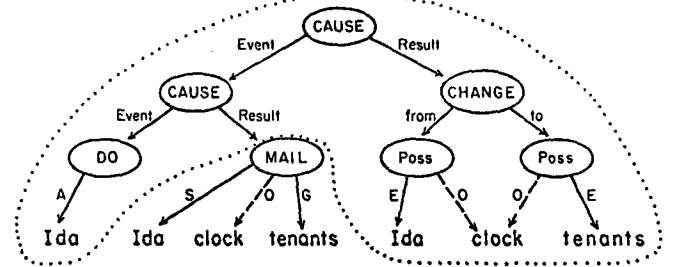 CAUSE
Event Result
CAUSE CHANGE
Event Result from to
DO MAIL Poss Poss
A S O G E O O E
Ida Ida clock tenants Ida clock tenants